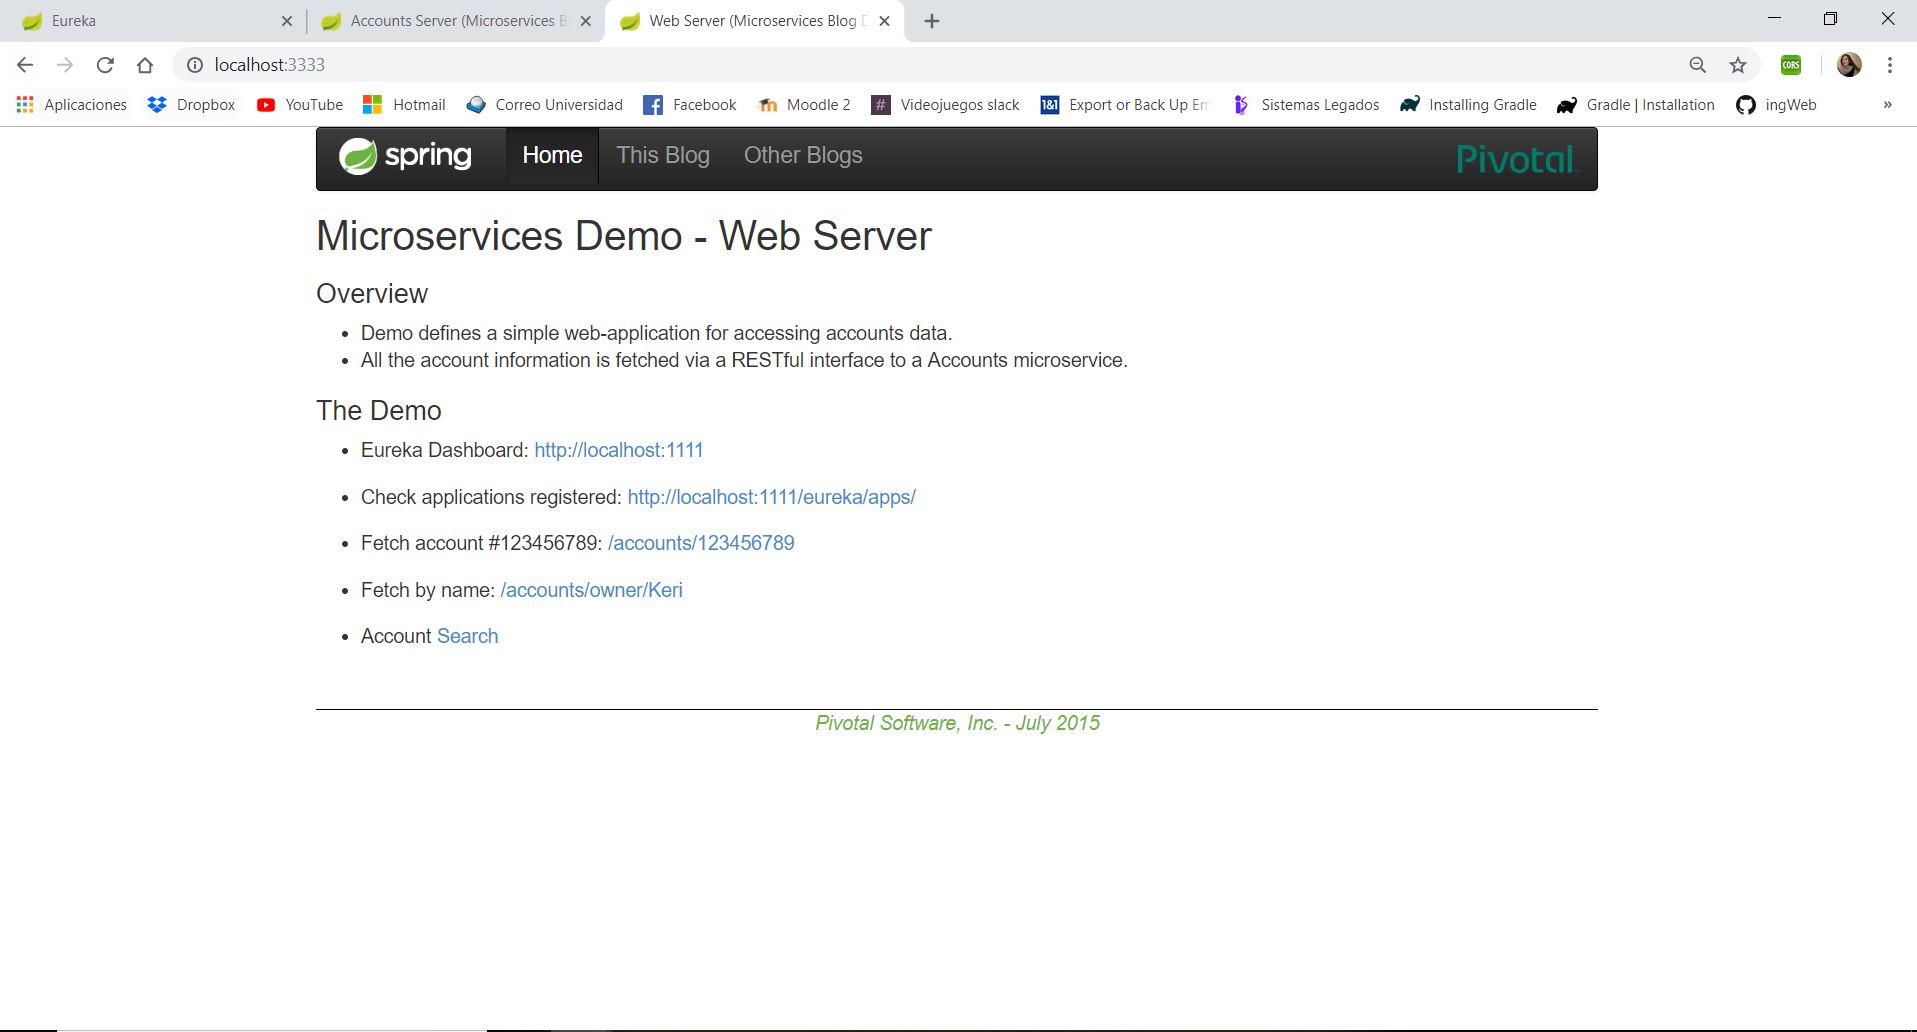 Eureka
Accounts Server (Microservices B
Web Server (Microservices Blog D
localhost:3333
CORS
Aplicaciones
Dropbox
YouTube
Hotmail
Correo Universidad
Facebook
Moodle 2
# Videojuegos slack
1&1 Export or Back Up Em
Sistemas Legados
Installing Gradle
Gradle | Installation
ingWeb
»
spring
Home
This Blog
Other Blogs
Pivotal
Microservices Demo - Web Server
Overview
• Demo defines a simple web-application for accessing accounts data.
• All the account information is fetched via a RESTful interface to a Accounts microservice.
The Demo
• Eureka Dashboard: http://localhost:1111
• Check applications registered: http://localhost:1111/eureka/apps/
• Fetch account #123456789: /accounts/123456789
• Fetch by name: /accounts/owner/Keri
• Account Search
Pivotal Software, Inc. - July 2015